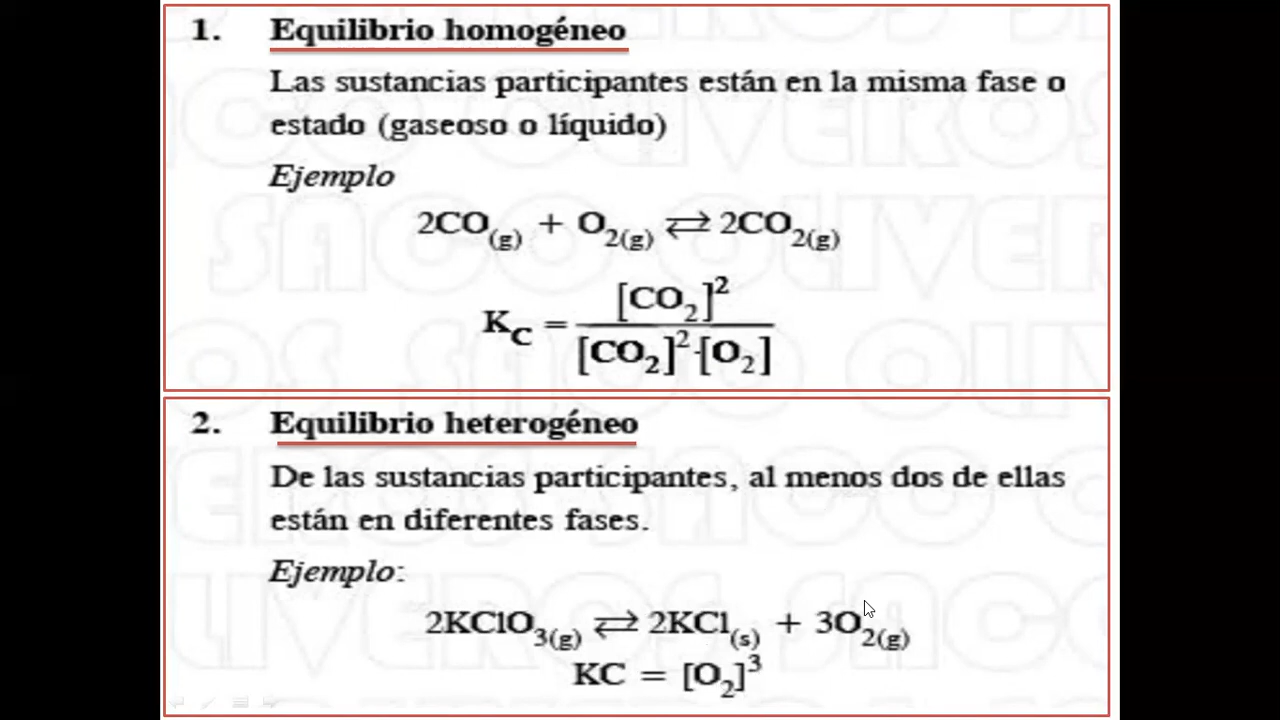 1. Equilibrio homogéneo
Las sustancias participantes están en la misma fase o
estado (gaseoso o líquido)
Ejemplo
2CO(g) + O2(g) ⇄ 2CO2(g)
KC = [CO2]² / [CO2]²·[O2]
2. Equilibrio heterogéneo
De las sustancias participantes, al menos dos de ellas
están en diferentes fases.
Ejemplo:
2KClO3(g) ⇄ 2KCl(s) + 3O2(g)
KC = [O2]³
SACO OLIVEROS